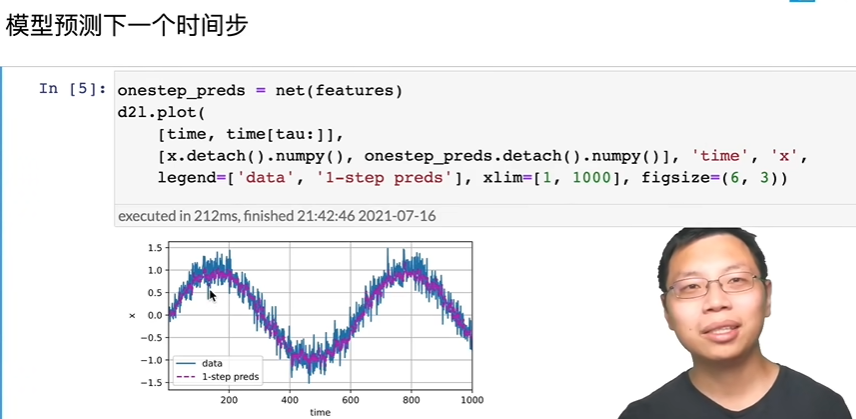 模型预测下一个时间步
In [5]: onestep_preds = net(features)
d2l.plot(
[time, time[tau:]],
[x.detach().numpy(), onestep_preds.detach().numpy()], 'time', 'x',
legend=['data', '1-step preds'], xlim=[1, 1000], figsize=(6, 3))
executed in 212ms, finished 21:42:46 2021-07-16
1.5
1.0
0.5
0.0
−0.5
−1.0
−1.5
x
data
1-step preds
200 400 600 800 1000
time